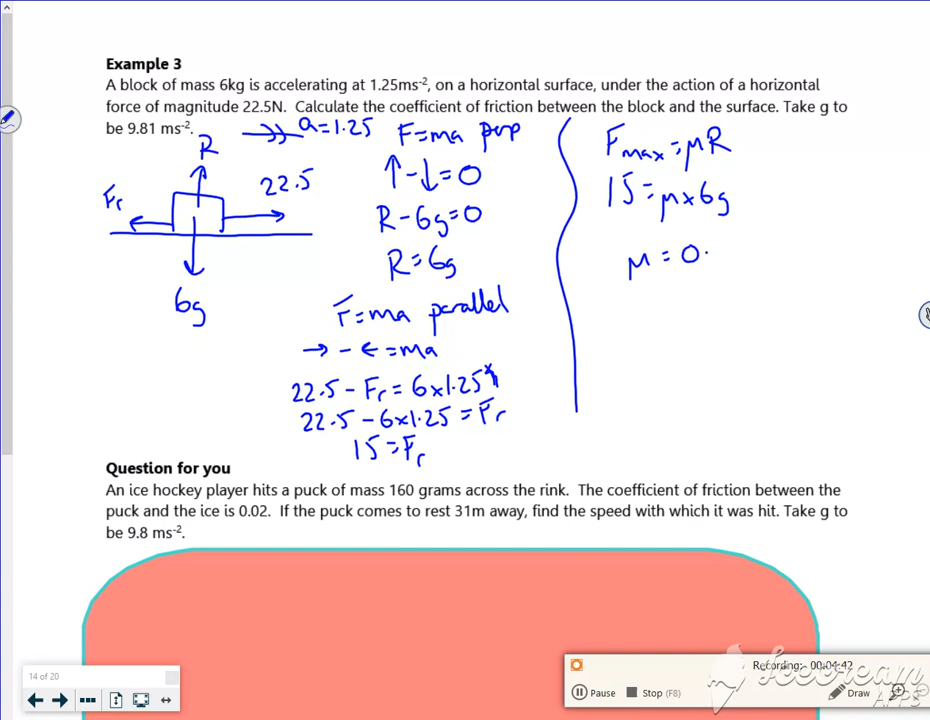 Example 3
A block of mass 6kg is accelerating at 1.25ms⁻², on a horizontal surface, under the action of a horizontal
force of magnitude 22.5N. Calculate the coefficient of friction between the block and the surface. Take g to
be 9.81 ms⁻².
a=1.25
R
Fr
22.5
6g
F=ma perp
↑-↓=0
R-6g=0
R=6g
F=ma parallel
→ - ← = ma
22.5 - Fr = 6×1.25
22.5 - 6×1.25 = Fr
15=Fr
Fmax=μR
15=μ×6g
μ = 0.
Question for you
An ice hockey player hits a puck of mass 160 grams across the rink. The coefficient of friction between the
puck and the ice is 0.02. If the puck comes to rest 31m away, find the speed with which it was hit. Take g to
be 9.8 ms⁻².
14 of 20
Recording:- 00:04:42
Pause
Stop (F8)
Draw
Icecream
APPS